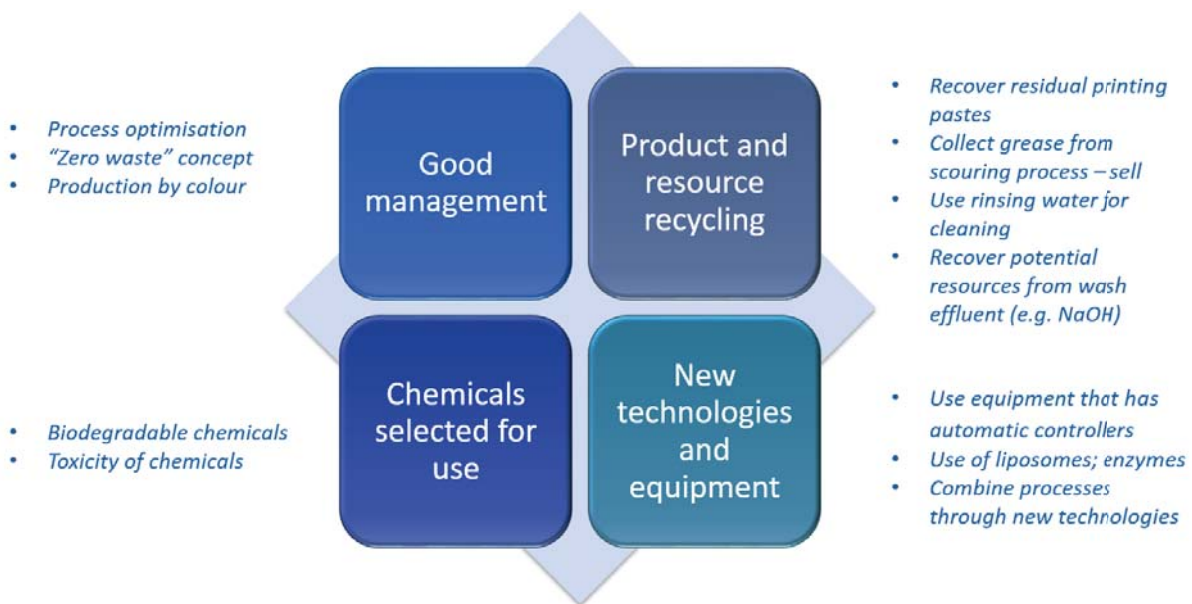 • Process optimisation
• “Zero waste” concept
• Production by colour
Good
management
Product and
resource
recycling
• Recover residual printing
pastes
• Collect grease from
scouring process – sell
• Use rinsing water for
cleaning
• Recover potential
resources from wash
effluent (e.g. NaOH)
• Biodegradable chemicals
• Toxicity of chemicals
Chemicals
selected for
use
New
technologies
and
equipment
• Use equipment that has
automatic controllers
• Use of liposomes; enzymes
• Combine processes
through new technologies